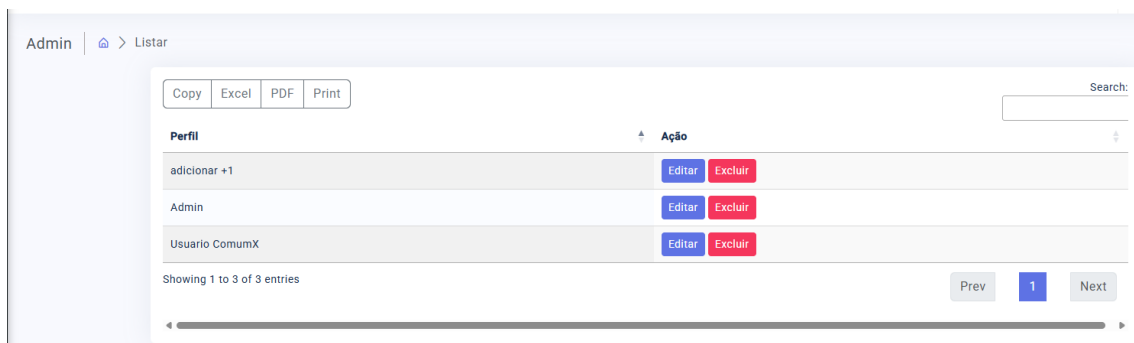 Admin > Listar
Copy Excel PDF Print
Search:
Perfil Ação
adicionar +1 Editar Excluir
Admin Editar Excluir
Usuario ComumX Editar Excluir
Showing 1 to 3 of 3 entries
Prev 1 Next